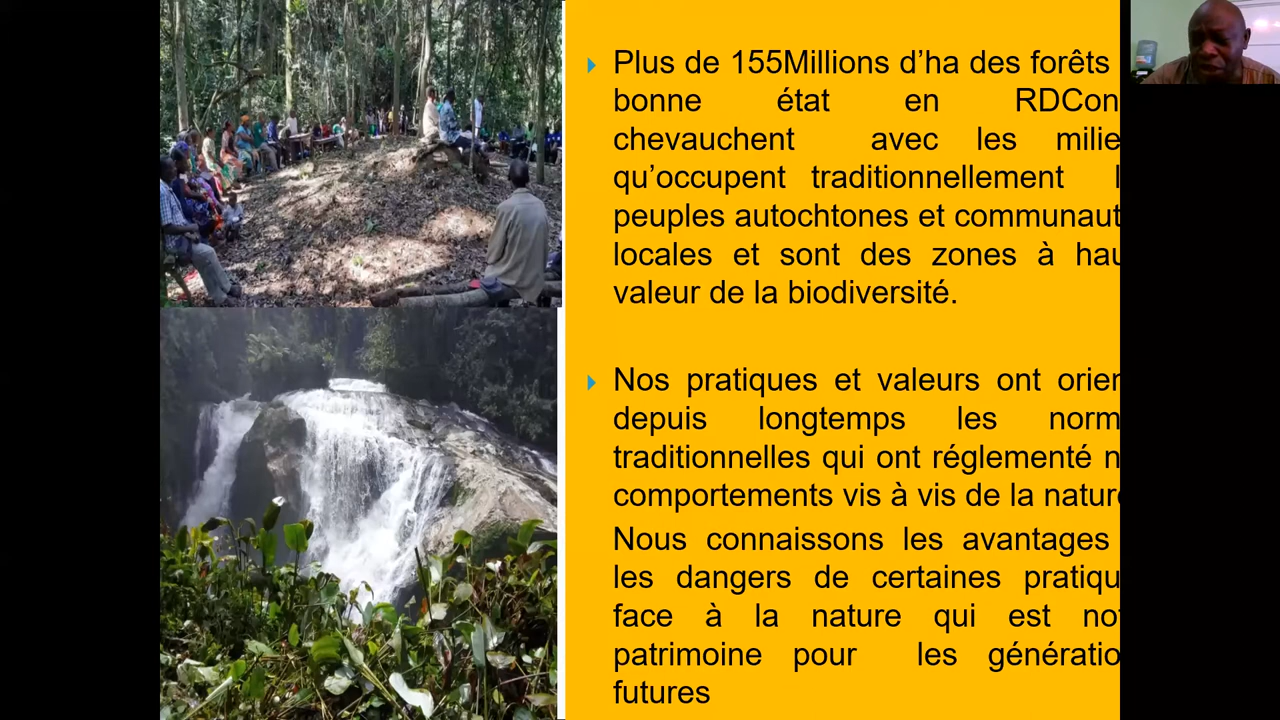 Plus de 155Millions d’ha des forêts
bonne état en RDCon
chevauchent avec les milie
qu’occupent traditionnellement l
peuples autochtones et communaut
locales et sont des zones à hau
valeur de la biodiversité.
Nos pratiques et valeurs ont orien
depuis longtemps les norm
traditionnelles qui ont réglementé n
comportements vis à vis de la nature
Nous connaissons les avantages
les dangers de certaines pratiqu
face à la nature qui est not
patrimoine pour les génératio
futures